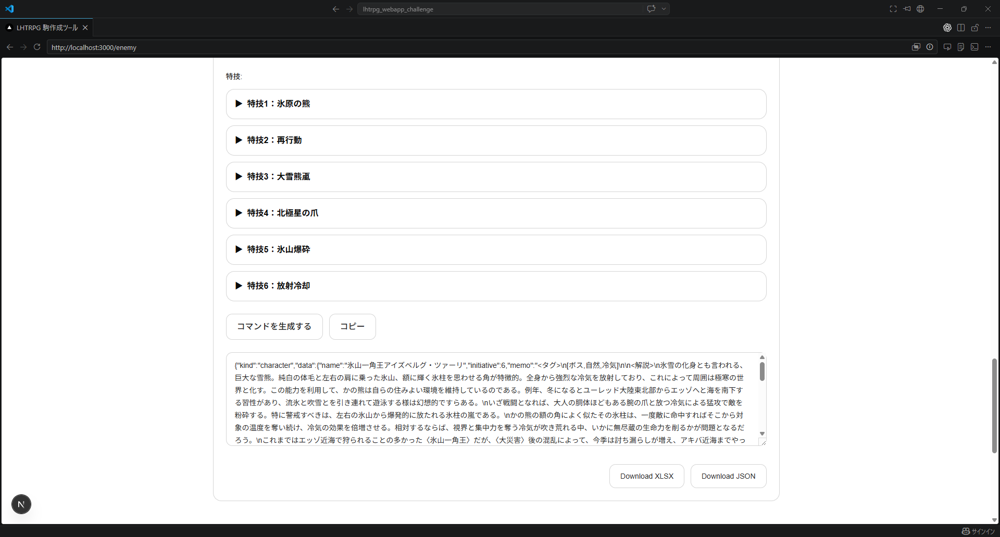 lhtrpg_webapp_challenge
LHTRPG 駒作成ツール
http://localhost:3000/enemy
特技:
▶ 特技1：氷原の熊
▶ 特技2：再行動
▶ 特技3：大雪熊颪
▶ 特技4：北極星の爪
▶ 特技5：氷山爆砕
▶ 特技6：放射冷却
コマンドを生成する
コピー
{"kind":"character","data":{"name":"氷山一角王アイズベルグ・ツァーリ","initiative":6,"memo":"<タグ>\n[ボス,自然,冷気]\n\n<解説>\n氷雪の化身とも言われる、
巨大な雪熊。純白の体毛と左右の肩に乗った氷山、額に輝く氷柱を思わせる角が特徴的。全身から強烈な冷気を放射しており、これによって周囲は極寒の世
界と化す。この能力を利用して、かの熊は自らの住みよい環境を維持しているのである。例年、冬になるとユーレッド大陸東北部からエッゾへと海を南下す
る習性があり、流氷と吹雪とを引き連れて遊泳する様は幻想的ですらある。\nいざ戦闘となれば、大人の胴体ほどもある腕の爪と放つ冷気による猛攻で敵を
粉砕する。特に警戒すべきは、左右の氷山から爆発的に放たれる氷柱の嵐である。\nかの熊の額の角によく似たその氷柱は、一度敵に命中すればそこから対
象の温度を奪い続け、冷気の効果を倍増させる。相対するならば、視界と集中力を奪う冷気が吹き荒れる中、いかに無尽蔵の生命力を削るかが問題となるだ
ろう。\nこれまではエッゾ近海で狩られることの多かった〈氷山一角王〉だが、〈大災害〉後の混乱によって、今季は討ち漏らしが増え、アキバ近海までやっ
Download XLSX
Download JSON
N
サインイン